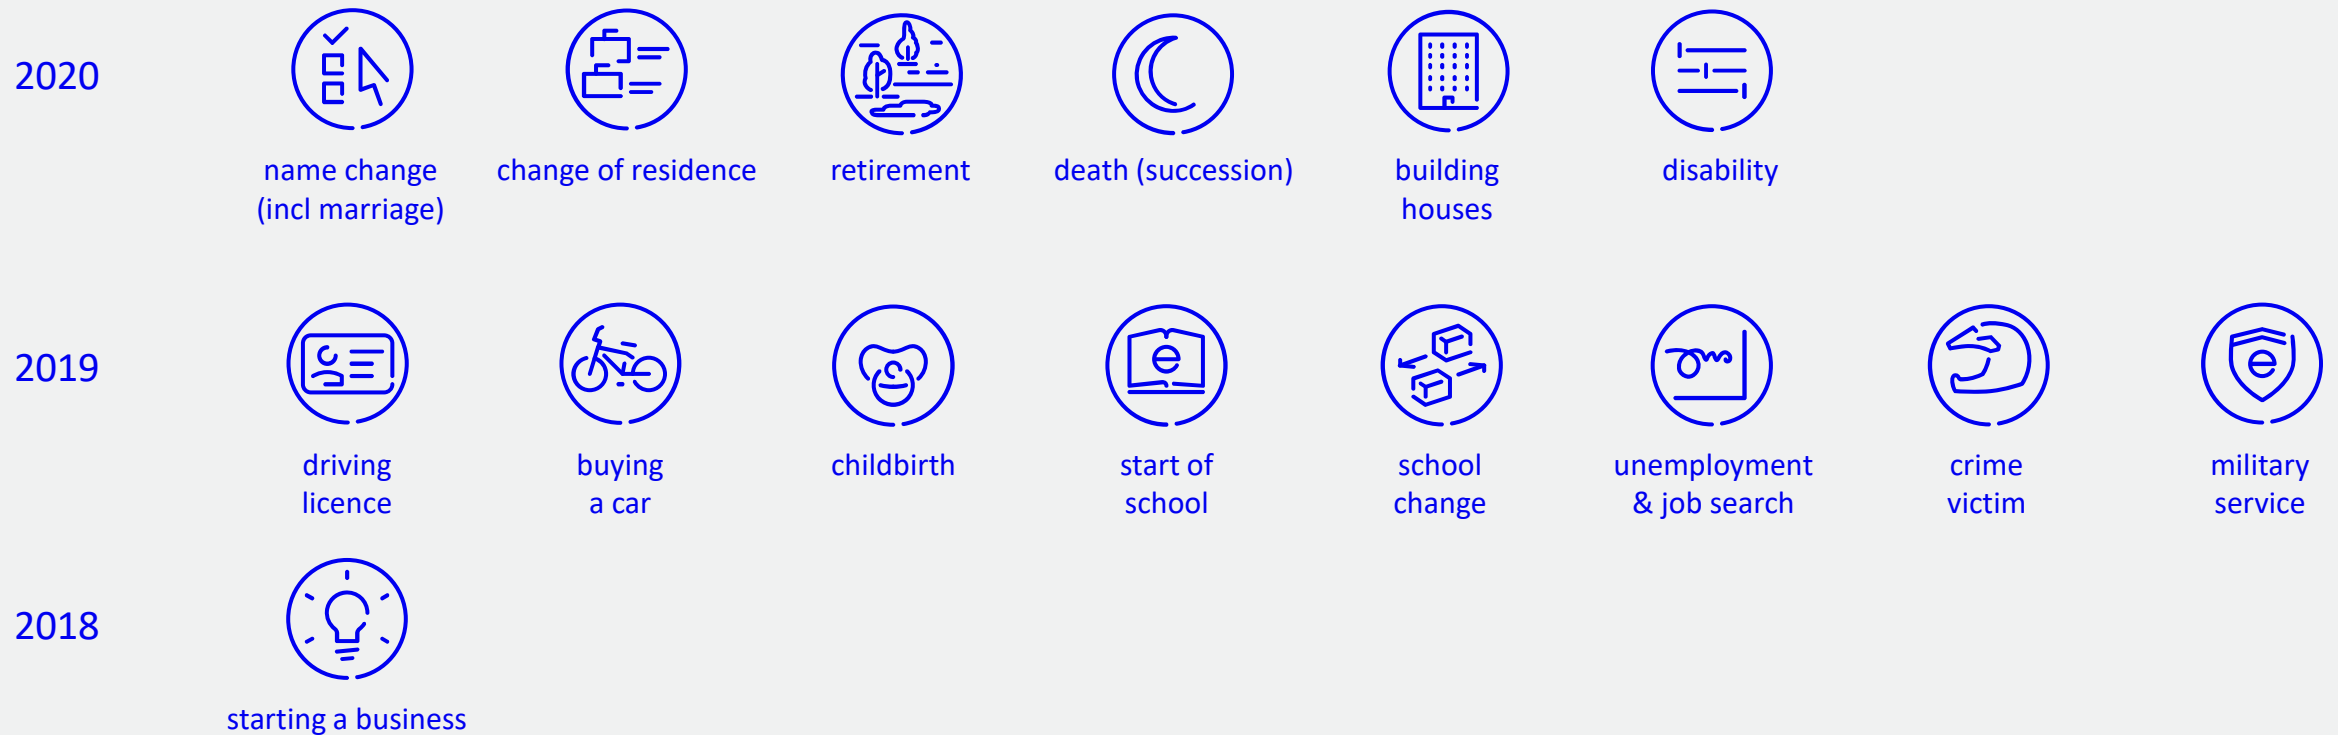 2020
name change
(incl marriage)
change of residence
retirement
death (succession)
building
houses
disability
2019
driving
licence
buying
a car
childbirth
start of
school
school
change
unemployment
& job search
crime
victim
military
service
2018
starting a business